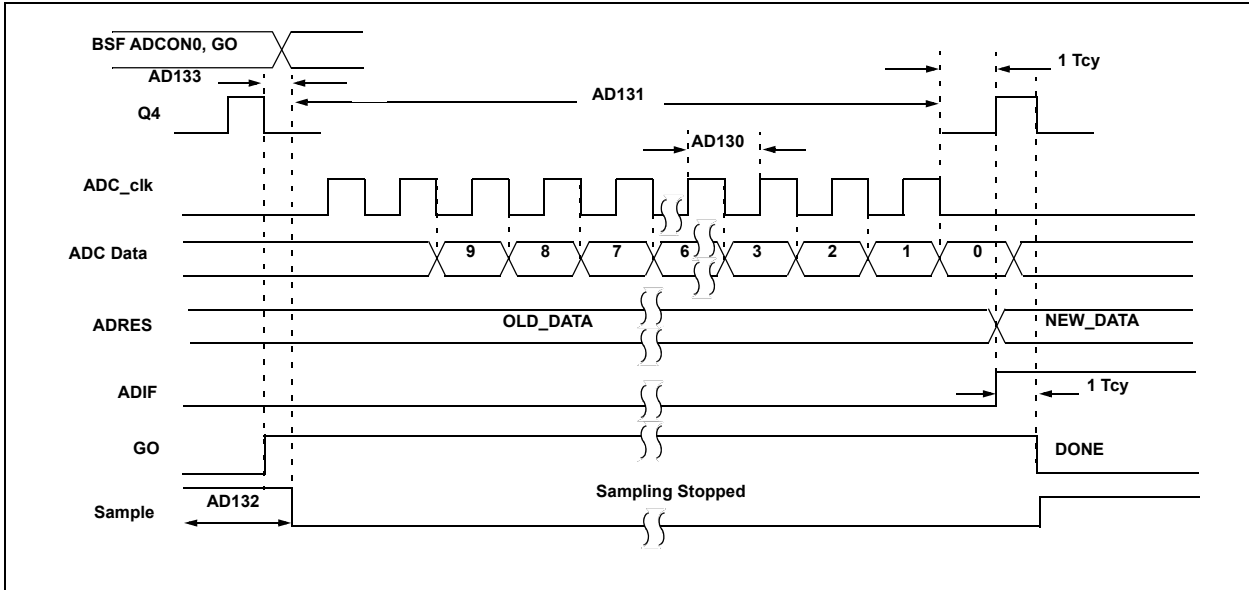 BSF ADCON0, GO
1 Tcy
AD133
AD131
Q4
AD130
ADC_clk
ADC Data
9 8 7 6 3 2 1 0
ADRES
OLD_DATA
NEW_DATA
ADIF
1 Tcy
GO
DONE
Sampling Stopped
AD132
Sample